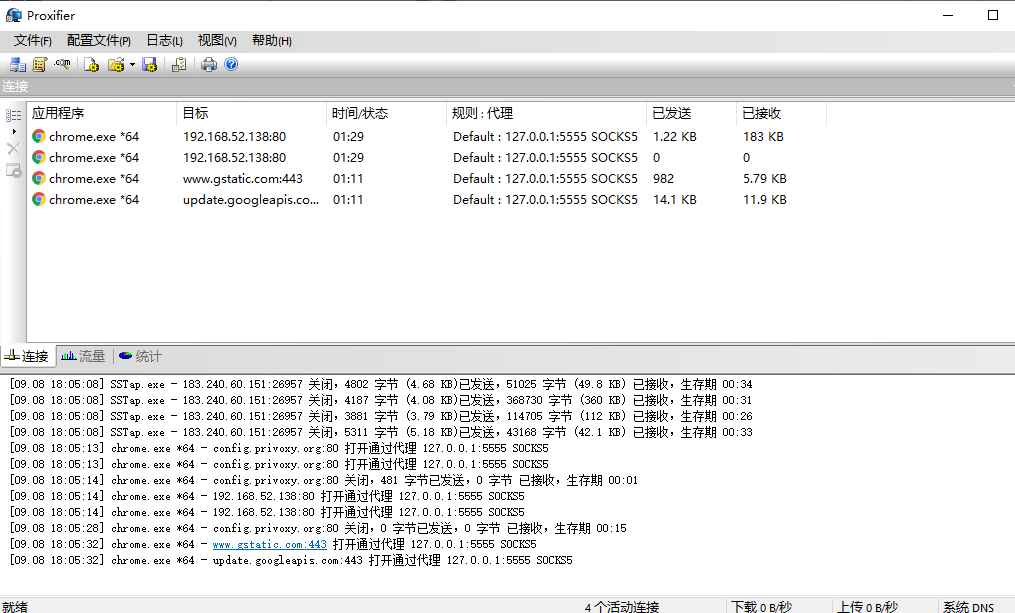 Proxifier
文件(F) 配置文件(P) 日志(L) 视图(V) 帮助(H)
连接
应用程序 目标 时间/状态 规则 : 代理 已发送 已接收
chrome.exe *64 192.168.52.138:80 01:29 Default : 127.0.0.1:5555 SOCKS5 1.22 KB 183 KB
chrome.exe *64 192.168.52.138:80 01:29 Default : 127.0.0.1:5555 SOCKS5 0 0
chrome.exe *64 www.gstatic.com:443 01:11 Default : 127.0.0.1:5555 SOCKS5 982 5.79 KB
chrome.exe *64 update.googleapis.co... 01:11 Default : 127.0.0.1:5555 SOCKS5 14.1 KB 11.9 KB
连接 流量 统计
[09.08 18:05:08] SSTap.exe - 183.240.60.151:26957 关闭，4802 字节 (4.68 KB)已发送，51025 字节 (49.8 KB) 已接收，生存期 00:34
[09.08 18:05:08] SSTap.exe - 183.240.60.151:26957 关闭，4187 字节 (4.08 KB)已发送，368730 字节 (360 KB) 已接收，生存期 00:31
[09.08 18:05:08] SSTap.exe - 183.240.60.151:26957 关闭，3881 字节 (3.79 KB)已发送，114705 字节 (112 KB) 已接收，生存期 00:26
[09.08 18:05:08] SSTap.exe - 183.240.60.151:26957 关闭，5311 字节 (5.18 KB)已发送，43168 字节 (42.1 KB) 已接收，生存期 00:33
[09.08 18:05:13] chrome.exe *64 - config.privoxy.org:80 打开通过代理 127.0.0.1:5555 SOCKS5
[09.08 18:05:13] chrome.exe *64 - config.privoxy.org:80 打开通过代理 127.0.0.1:5555 SOCKS5
[09.08 18:05:14] chrome.exe *64 - config.privoxy.org:80 关闭，481 字节已发送，0 字节 已接收，生存期 00:01
[09.08 18:05:14] chrome.exe *64 - 192.168.52.138:80 打开通过代理 127.0.0.1:5555 SOCKS5
[09.08 18:05:14] chrome.exe *64 - 192.168.52.138:80 打开通过代理 127.0.0.1:5555 SOCKS5
[09.08 18:05:28] chrome.exe *64 - config.privoxy.org:80 关闭，0 字节已发送，0 字节 已接收，生存期 00:15
[09.08 18:05:32] chrome.exe *64 - www.gstatic.com:443 打开通过代理 127.0.0.1:5555 SOCKS5
[09.08 18:05:32] chrome.exe *64 - update.googleapis.com:443 打开通过代理 127.0.0.1:5555 SOCKS5
就绪 4 个活动连接 下载 0 B/秒 上传 0 B/秒 系统 DNS